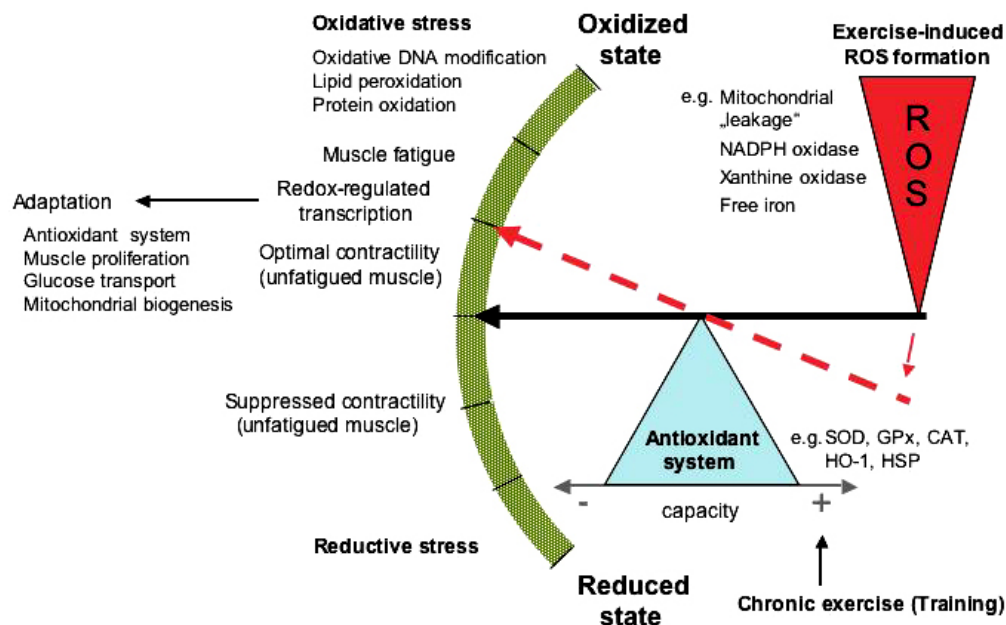 Oxidative stress
Oxidative DNA modification
Lipid peroxidation
Protein oxidation
Muscle fatigue
Redox-regulated
transcription
Optimal contractility
(unfatigued muscle)
Suppressed contractility
(unfatigued muscle)
Reductive stress
Adaptation
Antioxidant system
Muscle proliferation
Glucose transport
Mitochondrial biogenesis
Oxidized
state
Reduced
state
Exercise-induced
ROS formation
e.g. Mitochondrial
„leakage“
NADPH oxidase
Xanthine oxidase
Free iron
R
O
S
Antioxidant
system
e.g. SOD, GPx, CAT,
HO-1, HSP
- +
capacity
Chronic exercise (Training)